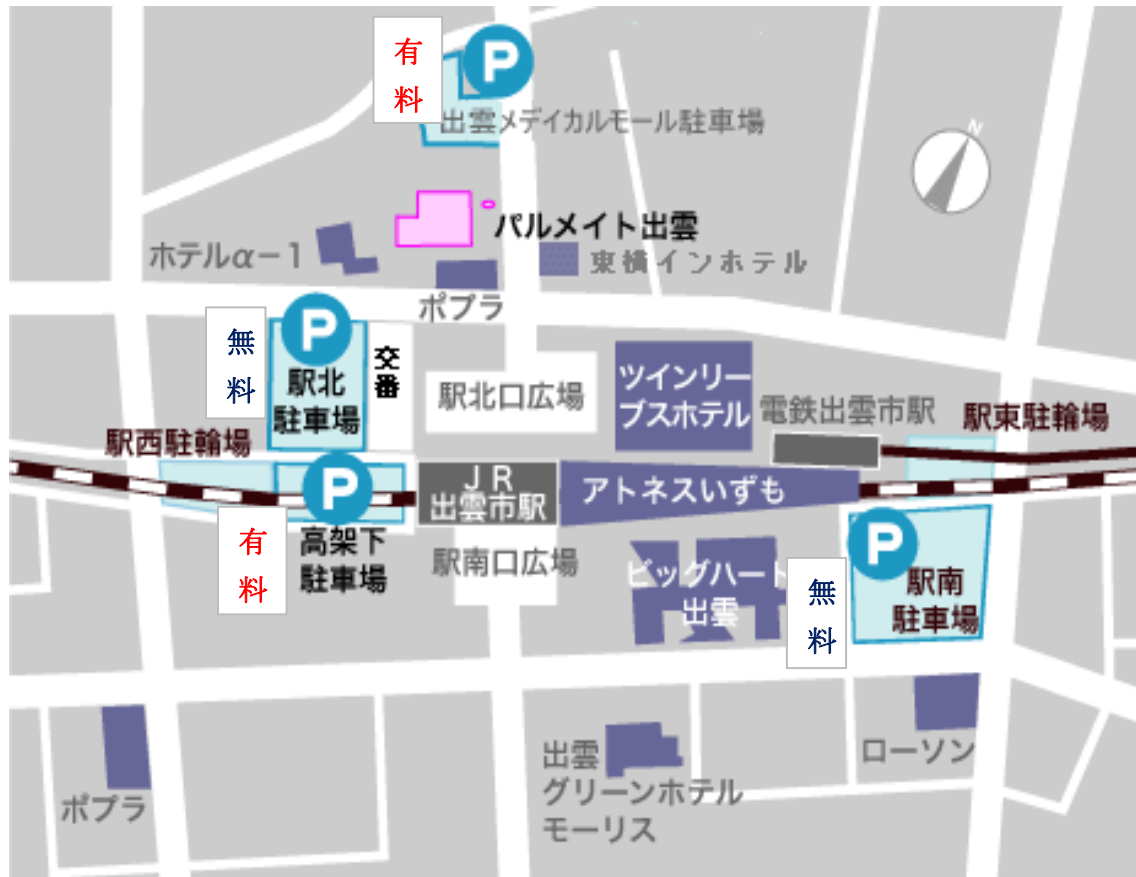 有
料
P
出雲メディカルモール駐車場
N
パルメイト出雲
ホテルα－1
東横インホテル
ポプラ
無
料
P
駅北
駐車場
交
番
駅北口広場
ツインリー
ブスホテル
電鉄出雲市駅
駅東駐輪場
駅西駐輪場
P
JR
出雲市駅
アトネスいずも
有
料
高架下
駐車場
駅南口広場
ビッグハート
出雲
無
料
P
駅南
駐車場
ポプラ
出雲
グリーンホテル
モーリス
ローソン